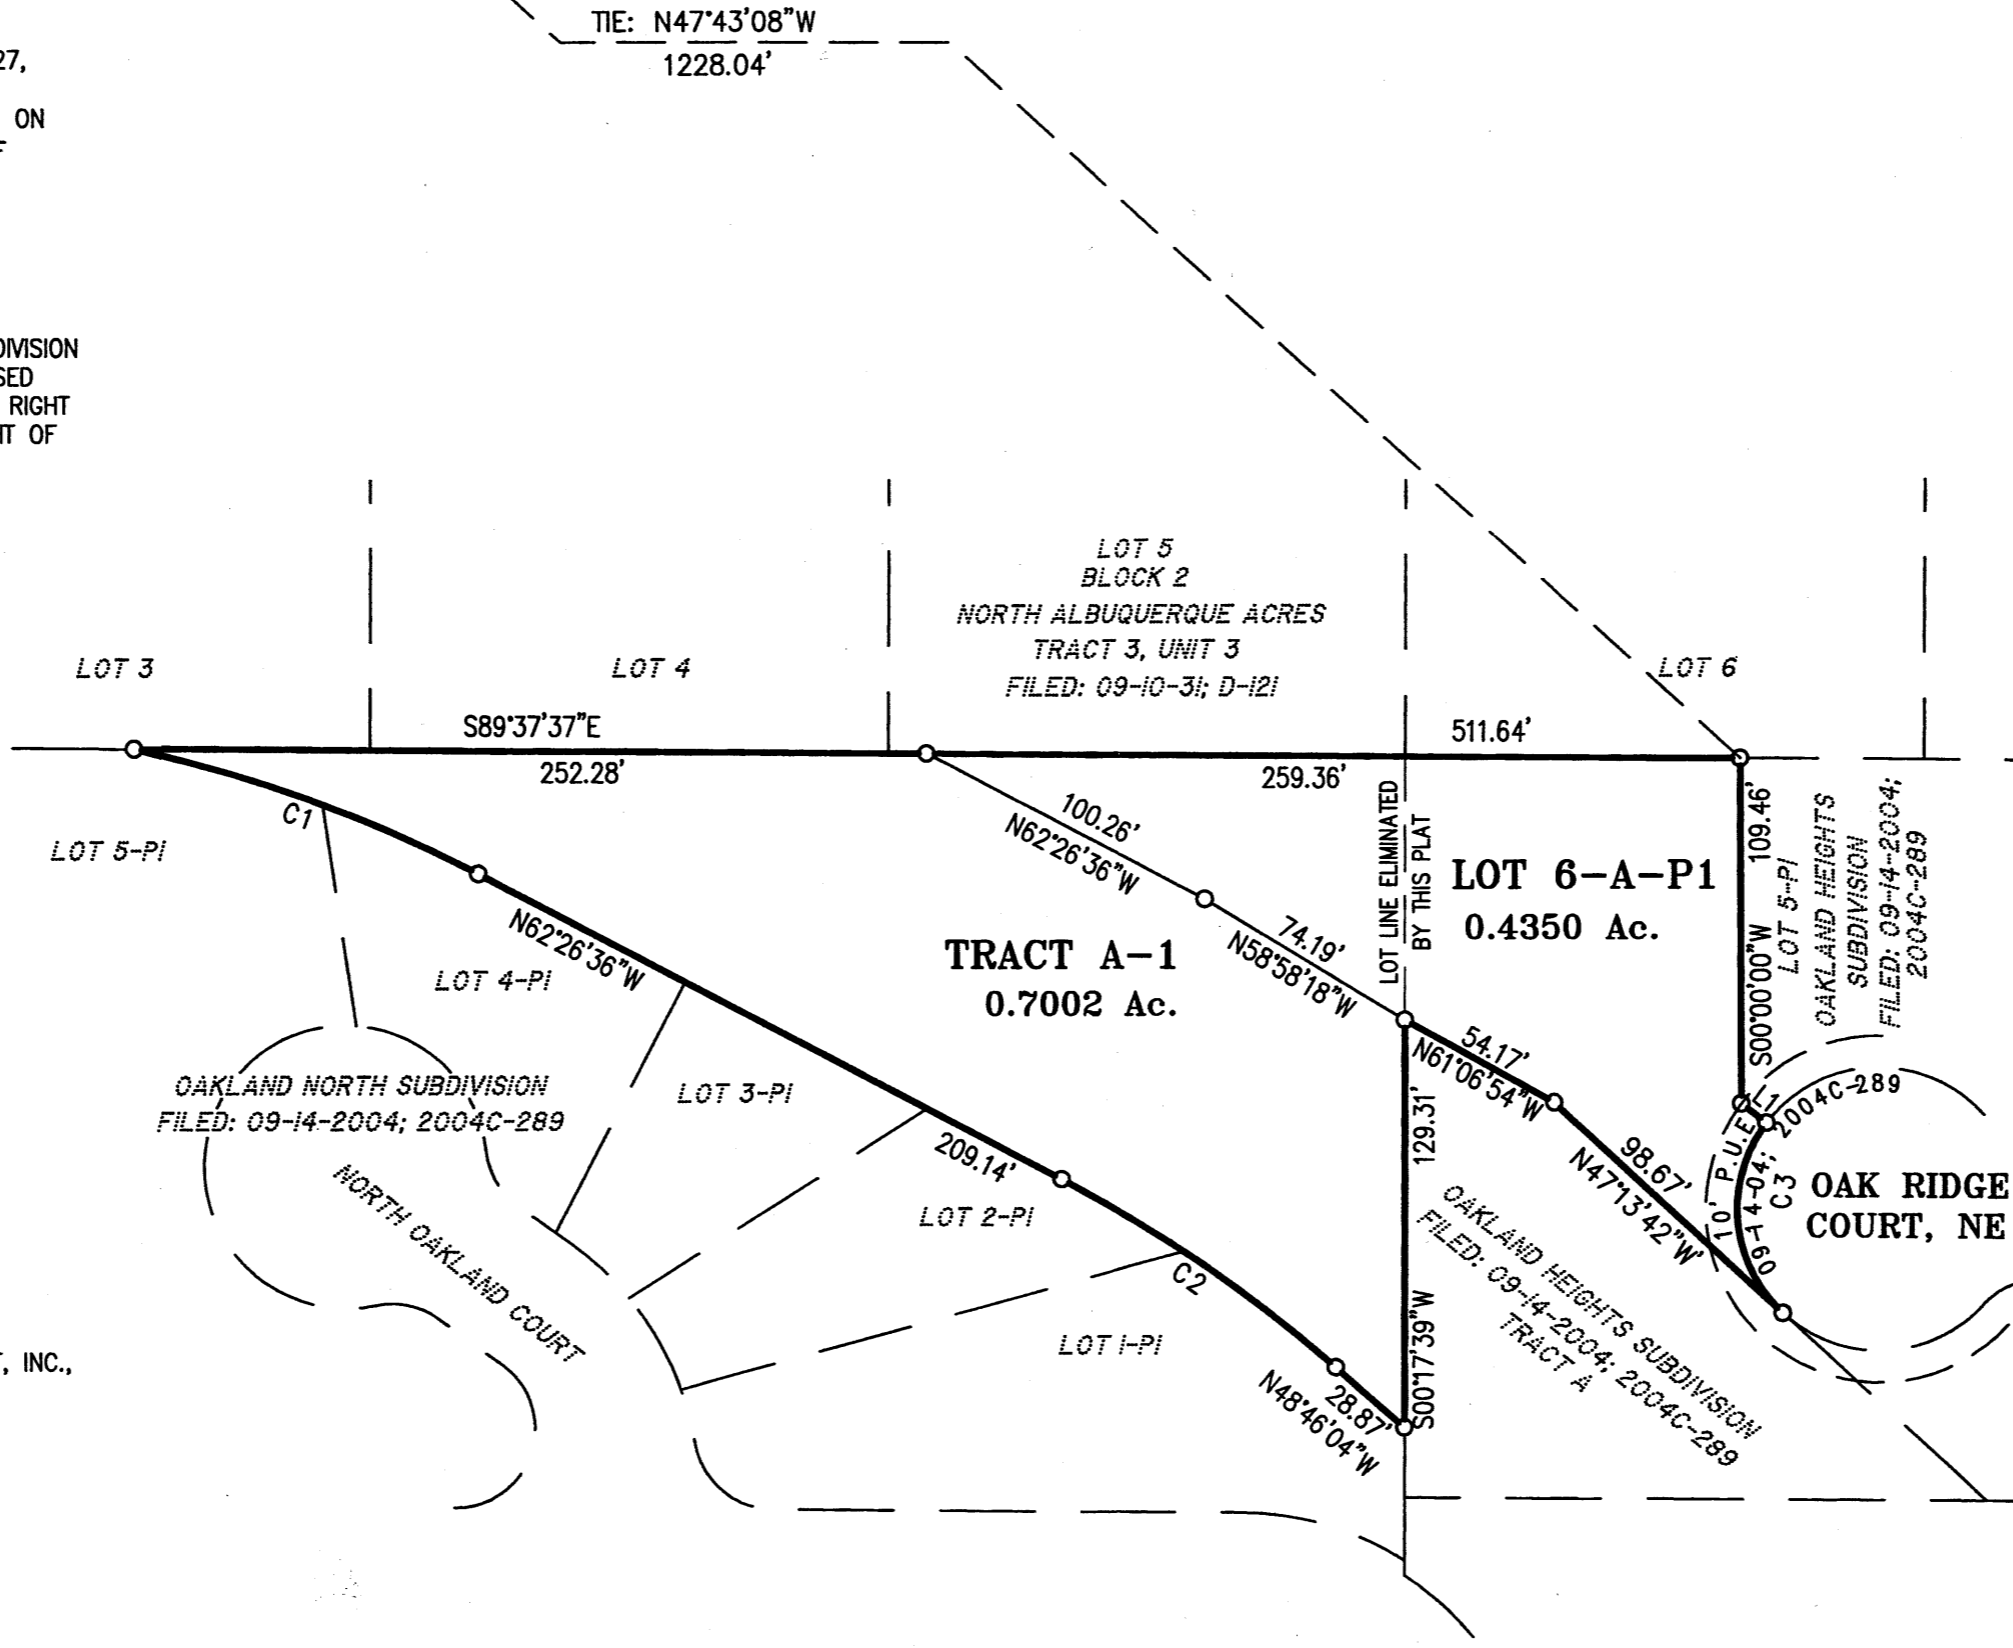 TIE: N47°43'08"W
1228.04'
27,
ON
DIVISION
SED
RIGHT
NT OF
LOT 5
BLOCK 2
NORTH ALBUQUERQUE ACRES
TRACT 3, UNIT 3
FILED: 09-10-31; D-121
LOT 3
LOT 4
LOT 6
S89°37'37"E
252.28'
511.64'
259.36'
C1
LOT 5-P1
100.26'
N62°26'36"W
74.19'
N58°58'18"W
LOT LINE ELIMINATED
BY THIS PLAT
LOT 6-A-P1
0.4350 Ac.
109.46'
S00°00'00"W
LOT 5-P1
OAKLAND HEIGHTS
SUBDIVISION
FILED: 09-14-2004;
2004C-289
N62°26'36"W
LOT 4-P1
TRACT A-1
0.7002 Ac.
OAKLAND NORTH SUBDIVISION
FILED: 09-14-2004; 2004C-289
LOT 3-P1
209.14'
54.17'
N61°06'54"W
129.31'
S00°17'39"W
98.67'
N47°13'42"W'
L1
10' P.U.E.
09-14-04; 2004C-289
C3
OAK RIDGE
COURT, NE
NORTH OAKLAND COURT
LOT 2-P1
C2
LOT 1-P1
28.87'
N48°46'04"W
OAKLAND HEIGHTS SUBDIVISION
FILED: 09-14-2004; 2004C-289
TRACT A
, INC.,